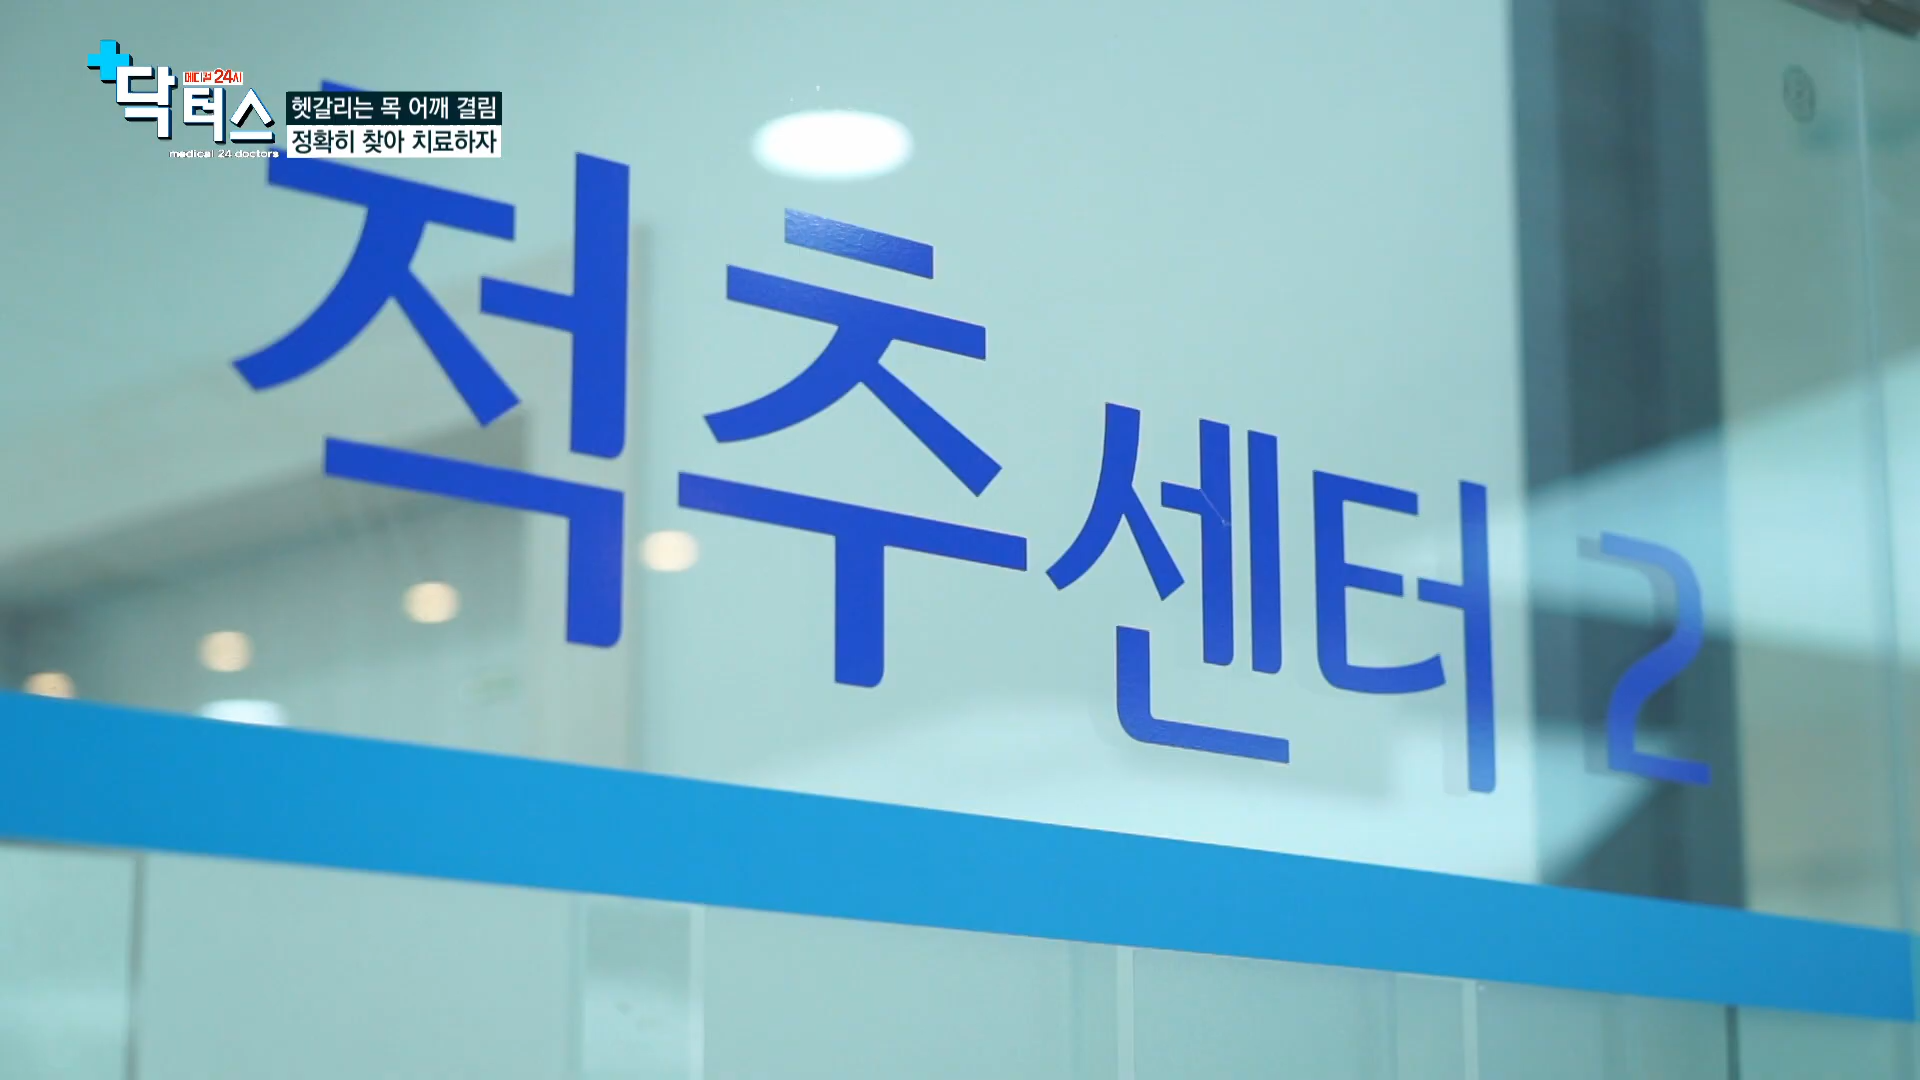 메디컬 24시
닥터스
medical 24 doctors
헷갈리는 목 어깨 결림
정확히 찾아 치료하자
척추센터 2